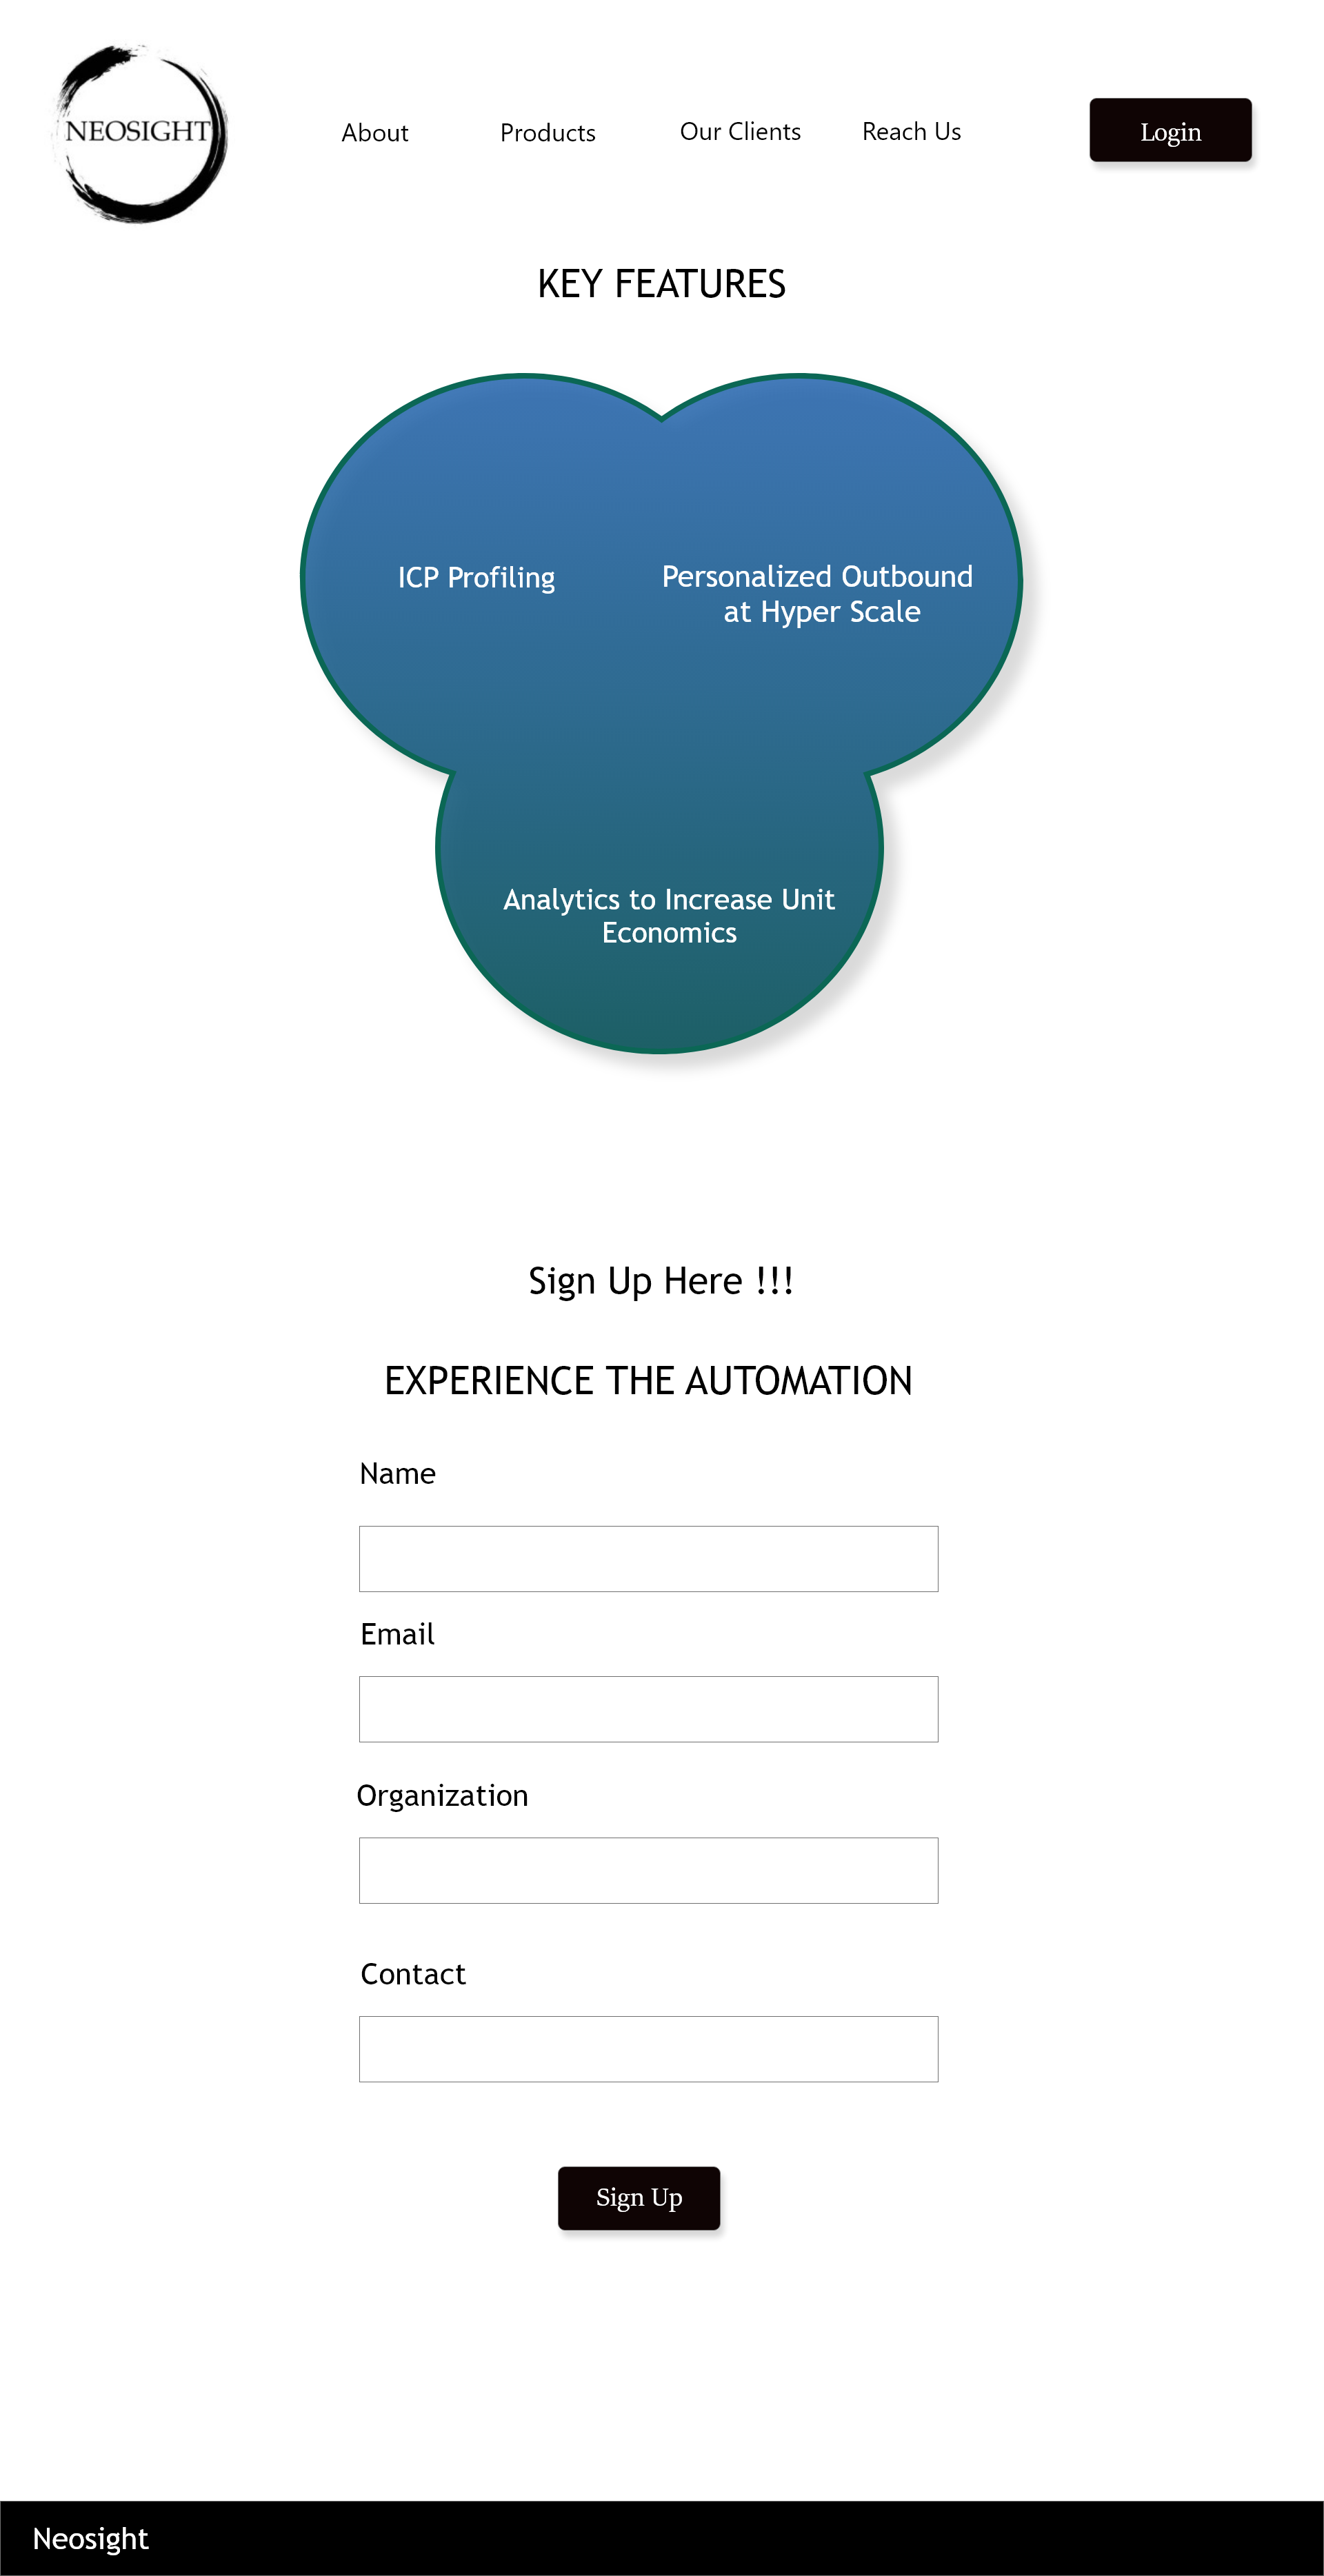 NEOSIGHT
About
Products
Our Clients
Reach Us
Login
KEY FEATURES
ICP Profiling
Personalized Outbound
at Hyper Scale
Analytics to Increase Unit
Economics
Sign Up Here !!!
EXPERIENCE THE AUTOMATION
Name
Email
Organization
Contact
Sign Up
Neosight